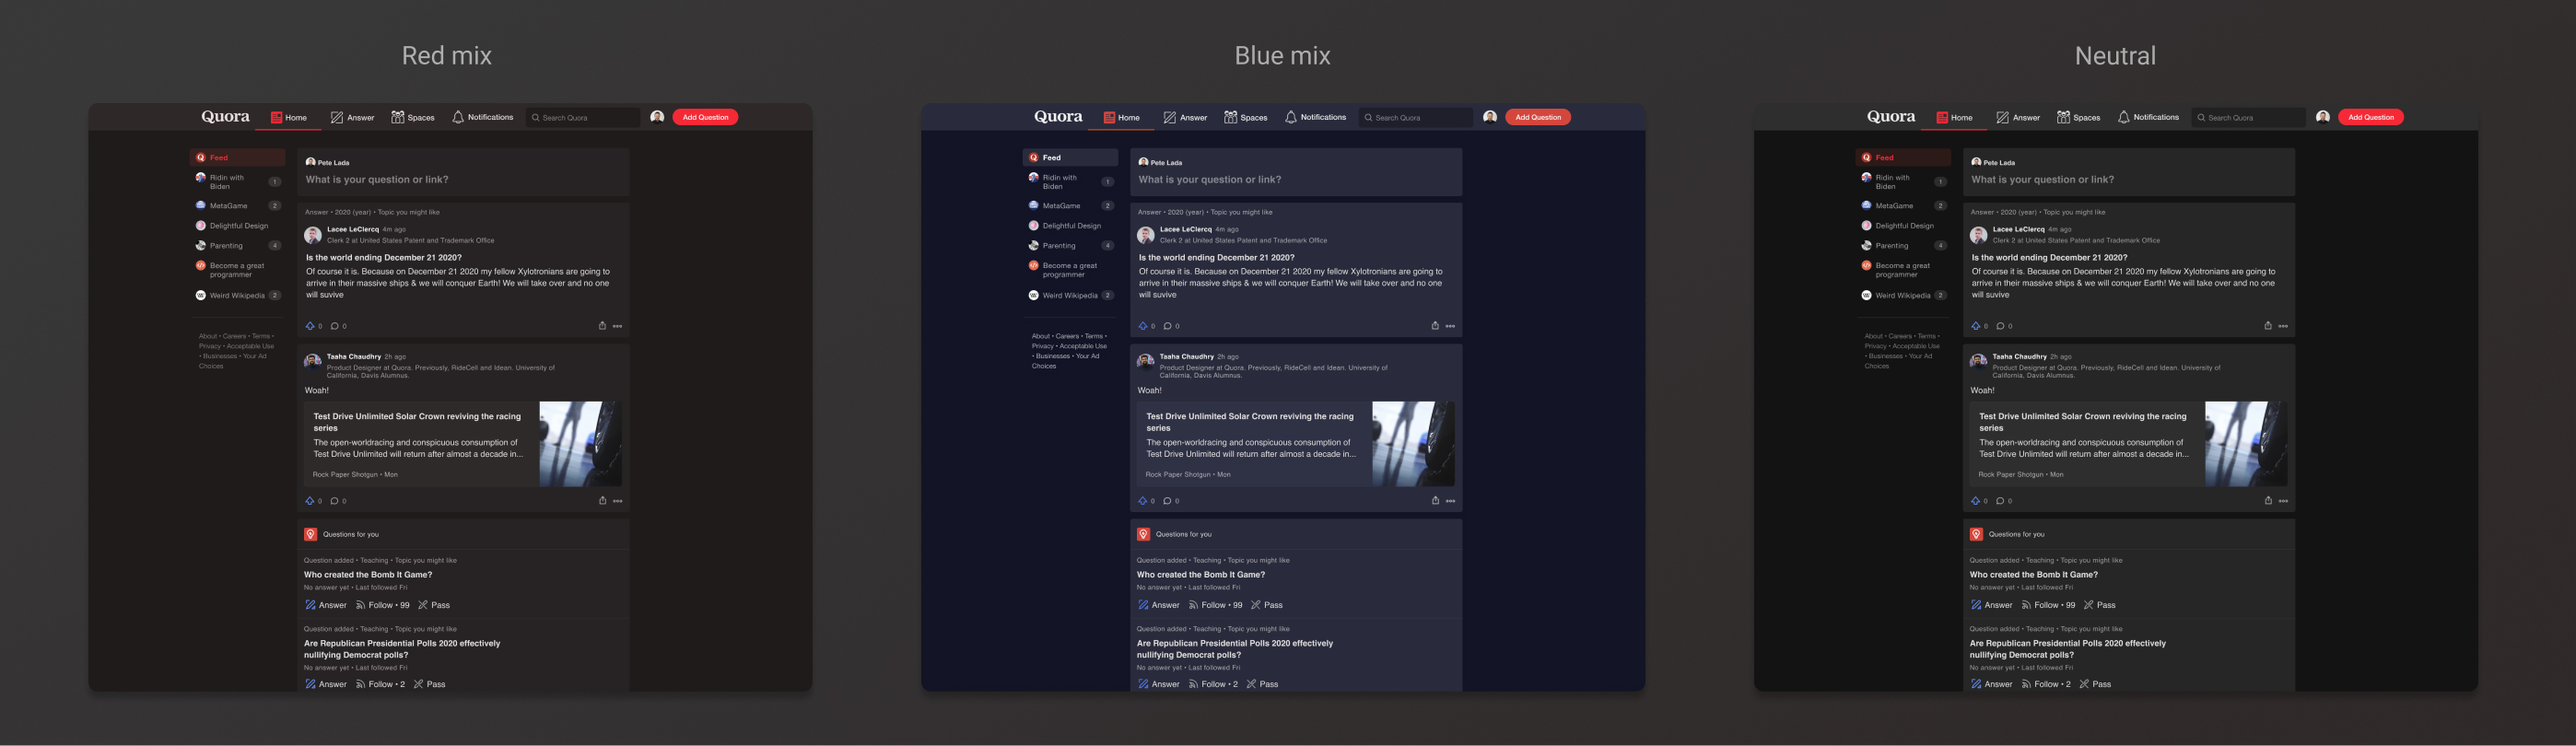 Red mix
Quora
Home
Answer
Spaces
Notifications
Search Quora
Add Question
Feed
Ridin with
Biden
1
MetaGame
2
Delightful Design
Parenting
4
Become a great
programmer
Weird Wikipedia
2
About • Careers • Terms •
Privacy • Acceptable Use
• Businesses • Your Ad
Choices
Pete Lada
What is your question or link?
Answer • 2020 (year) • Topic you might like
Lacee LeClercq 4m ago
Clerk 2 at United States Patent and Trademark Office
Is the world ending December 21 2020?
Of course it is. Because on December 21 2020 my fellow Xylotronians are going to
arrive in their massive ships & we will conquer Earth! We will take over and no one
will suvive
0
0
Taaha Chaudhry 2h ago
Product Designer at Quora. Previously, RideCell and Idean. University of
California, Davis Alumnus.
Woah!
Test Drive Unlimited Solar Crown reviving the racing
series
The open-worldracing and conspicuous consumption of
Test Drive Unlimited will return after almost a decade in...
Rock Paper Shotgun • Mon
0
0
Questions for you
Question added • Teaching • Topic you might like
Who created the Bomb It Game?
No answer yet • Last followed Fri
Answer
Follow • 99
Pass
Question added • Teaching • Topic you might like
Are Republican Presidential Polls 2020 effectively
nullifying Democrat polls?
No answer yet • Last followed Fri
Answer
Follow • 2
Pass
Blue mix
Quora
Home
Answer
Spaces
Notifications
Search Quora
Add Question
Feed
Ridin with
Biden
1
MetaGame
2
Delightful Design
Parenting
4
Become a great
programmer
Weird Wikipedia
2
About • Careers • Terms •
Privacy • Acceptable Use
• Businesses • Your Ad
Choices
Pete Lada
What is your question or link?
Answer • 2020 (year) • Topic you might like
Lacee LeClercq 4m ago
Clerk 2 at United States Patent and Trademark Office
Is the world ending December 21 2020?
Of course it is. Because on December 21 2020 my fellow Xylotronians are going to
arrive in their massive ships & we will conquer Earth! We will take over and no one
will suvive
0
0
Taaha Chaudhry 2h ago
Product Designer at Quora. Previously, RideCell and Idean. University of
California, Davis Alumnus.
Woah!
Test Drive Unlimited Solar Crown reviving the racing
series
The open-worldracing and conspicuous consumption of
Test Drive Unlimited will return after almost a decade in...
Rock Paper Shotgun • Mon
0
0
Questions for you
Question added • Teaching • Topic you might like
Who created the Bomb It Game?
No answer yet • Last followed Fri
Answer
Follow • 99
Pass
Question added • Teaching • Topic you might like
Are Republican Presidential Polls 2020 effectively
nullifying Democrat polls?
No answer yet • Last followed Fri
Answer
Follow • 2
Pass
Neutral
Quora
Home
Answer
Spaces
Notifications
Search Quora
Add Question
Feed
Ridin with
Biden
1
MetaGame
2
Delightful Design
Parenting
4
Become a great
programmer
Weird Wikipedia
2
About • Careers • Terms •
Privacy • Acceptable Use
• Businesses • Your Ad
Choices
Pete Lada
What is your question or link?
Answer • 2020 (year) • Topic you might like
Lacee LeClercq 4m ago
Clerk 2 at United States Patent and Trademark Office
Is the world ending December 21 2020?
Of course it is. Because on December 21 2020 my fellow Xylotronians are going to
arrive in their massive ships & we will conquer Earth! We will take over and no one
will suvive
0
0
Taaha Chaudhry 2h ago
Product Designer at Quora. Previously, RideCell and Idean. University of
California, Davis Alumnus.
Woah!
Test Drive Unlimited Solar Crown reviving the racing
series
The open-worldracing and conspicuous consumption of
Test Drive Unlimited will return after almost a decade in...
Rock Paper Shotgun • Mon
0
0
Questions for you
Question added • Teaching • Topic you might like
Who created the Bomb It Game?
No answer yet • Last followed Fri
Answer
Follow • 99
Pass
Question added • Teaching • Topic you might like
Are Republican Presidential Polls 2020 effectively
nullifying Democrat polls?
No answer yet • Last followed Fri
Answer
Follow • 2
Pass